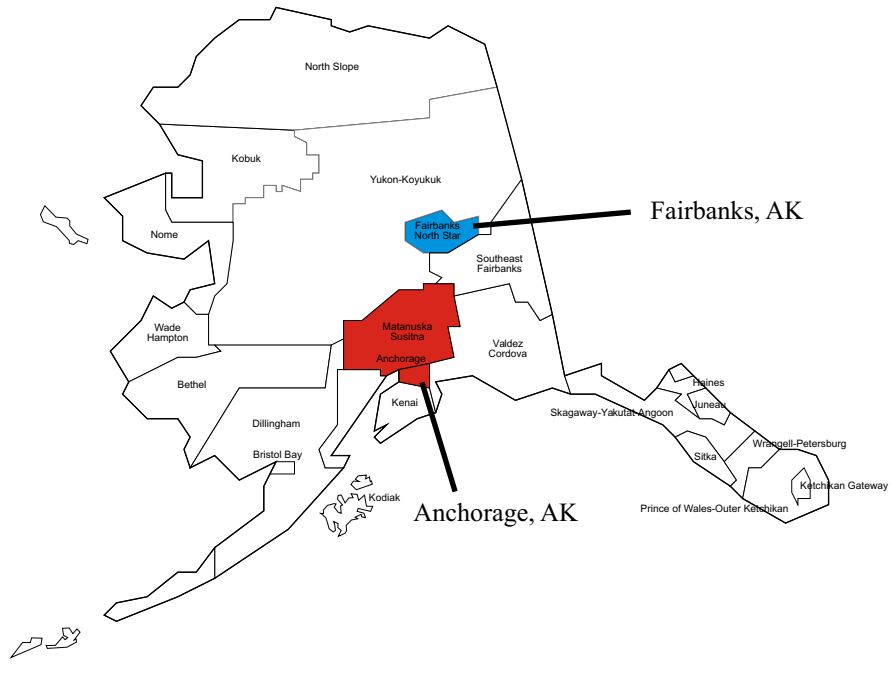 North Slope
Kobuk
Yukon-Koyukuk
Fairbanks, AK
Fairbanks
North Star
Nome
Southeast
Fairbanks
Wade
Hampton
Matanuska
Susitna
Valdez
Cordova
Anchorage
Bethel
Haines
Kenai
Juneau
Skagaway-Yakutat-Angoon
Dillingham
Wrangell-Petersburg
Bristol Bay
Sitka
Ketchikan Gateway
Kodiak
Prince of Wales-Outer Ketchikan
Anchorage, AK